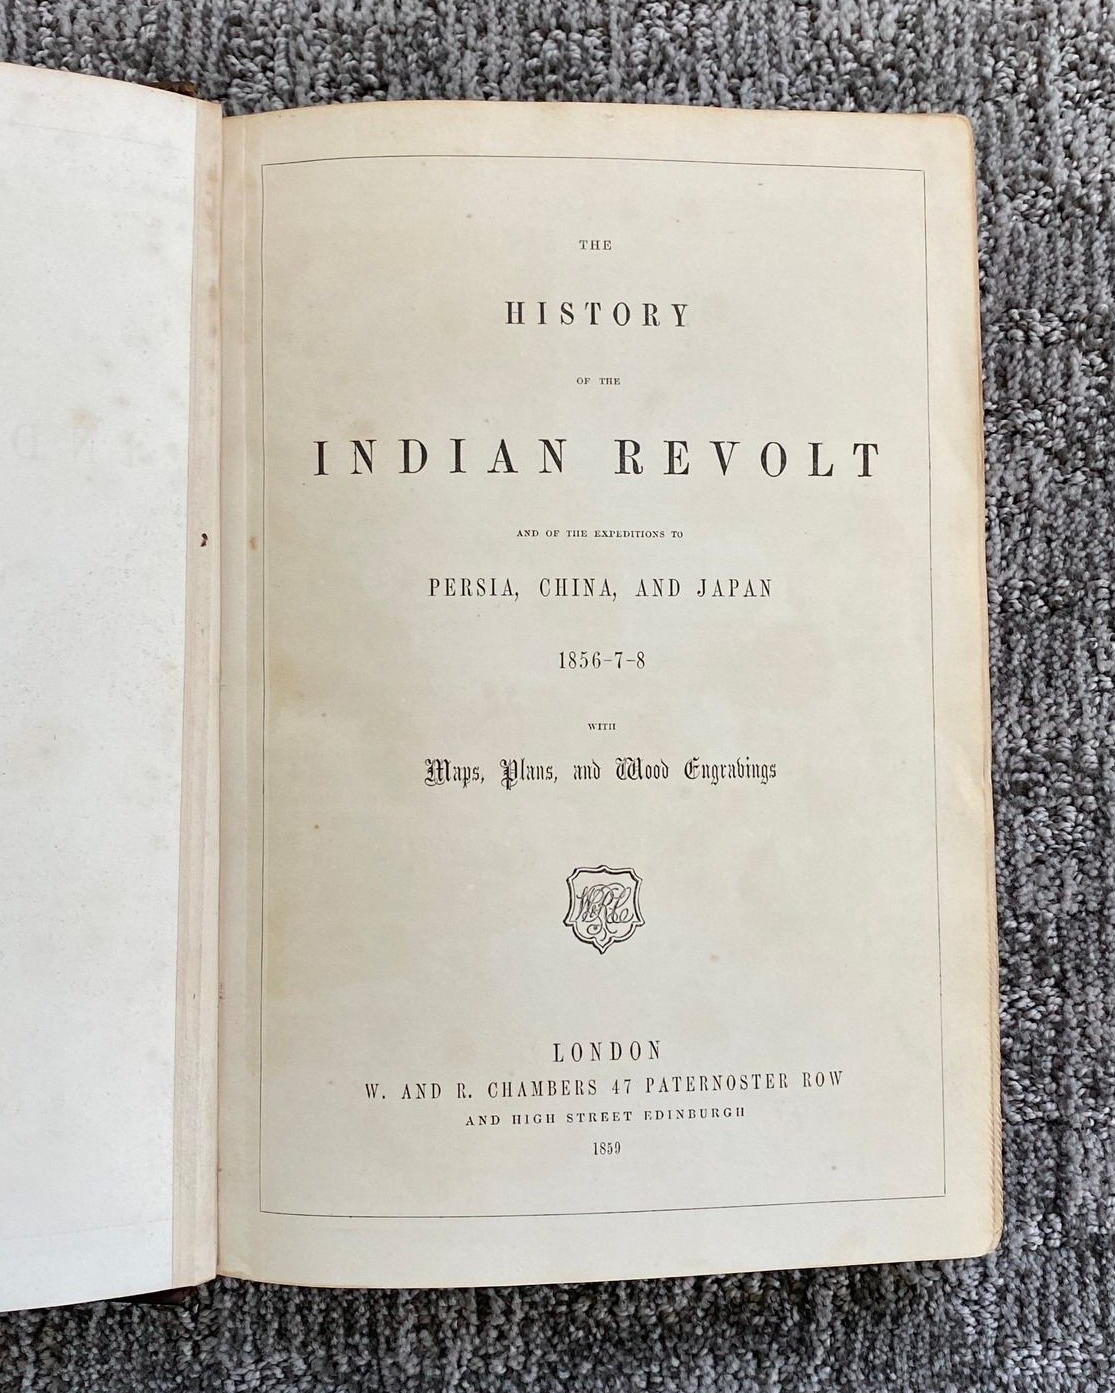 THE
HISTORY
OF THE
INDIAN REVOLT
AND OF THE EXPEDITIONS TO
PERSIA, CHINA, AND JAPAN
1856-7-8
WITH
Maps, Plans, and Wood Engravings
W&RC
LONDON
W. AND R. CHAMBERS 47 PATERNOSTER ROW
AND HIGH STREET EDINBURGH
1859